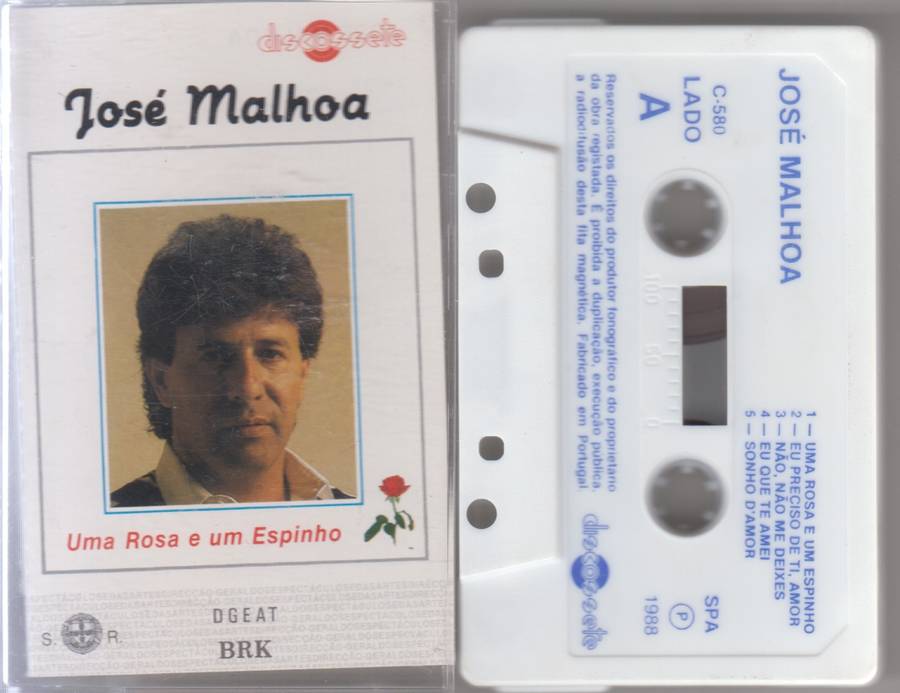 discossete
José Malhoa
Uma Rosa e um Espinho
S. R.
DGEAT
BRK
JOSÉ MALHOA
C-580
LADO
A
1 — UMA ROSA E UM ESPINHO
2 — EU PRECISO DE TI, AMOR
3 — NÃO, NÃO ME DEIXES
4 — EU QUE TE AMEI
5 — SONHO D'AMOR
100 50 0
SPA
P
1988
Reservados os direitos do produtor fonográfico e do proprietário
da obra registada. É proibida a duplicação, execução pública,
a radiodifusão desta fita magnética. Fabricado em Portugal
discossete